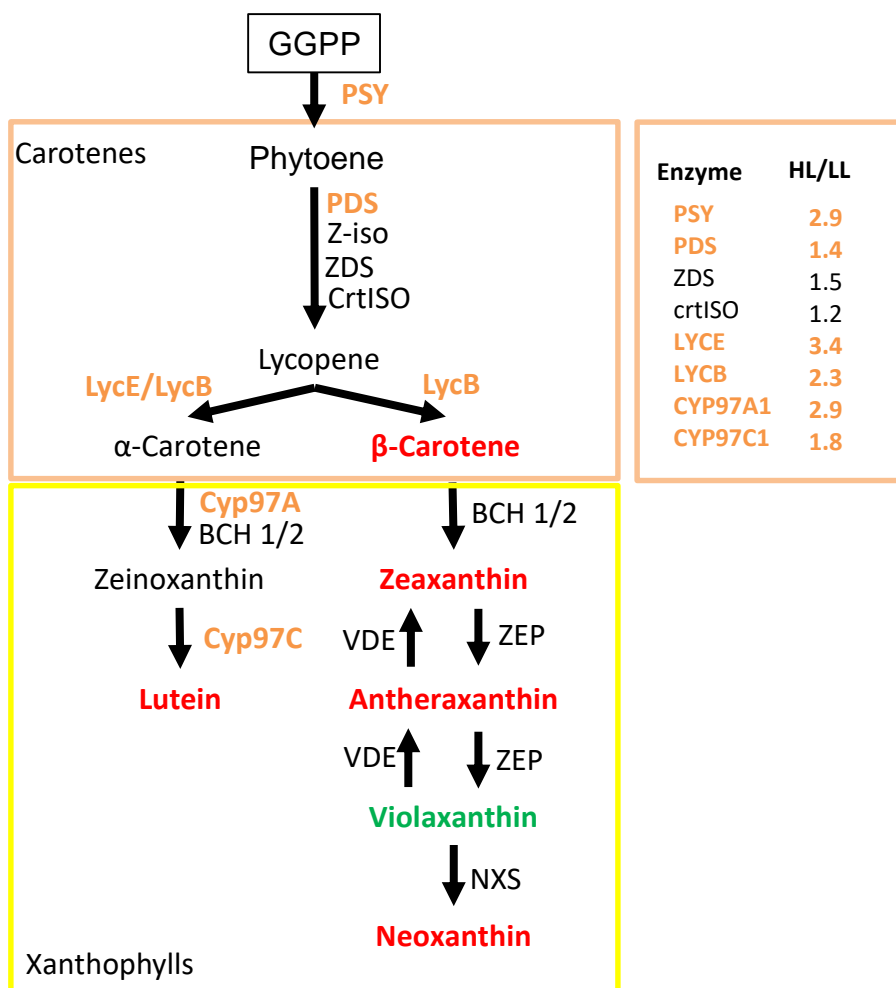 GGPP
PSY
Carotenes
Phytoene
PDS
Z-iso
ZDS
CrtISO
Lycopene
LycE/LycB
LycB
α-Carotene
β-Carotene
Cyp97A
BCH 1/2
BCH 1/2
Zeinoxanthin
Zeaxanthin
Cyp97C
VDE
ZEP
Lutein
Antheraxanthin
VDE
ZEP
Violaxanthin
NXS
Neoxanthin
Xanthophylls
Enzyme HL/LL
PSY 2.9
PDS 1.4
ZDS 1.5
crtISO 1.2
LYCE 3.4
LYCB 2.3
CYP97A1 2.9
CYP97C1 1.8